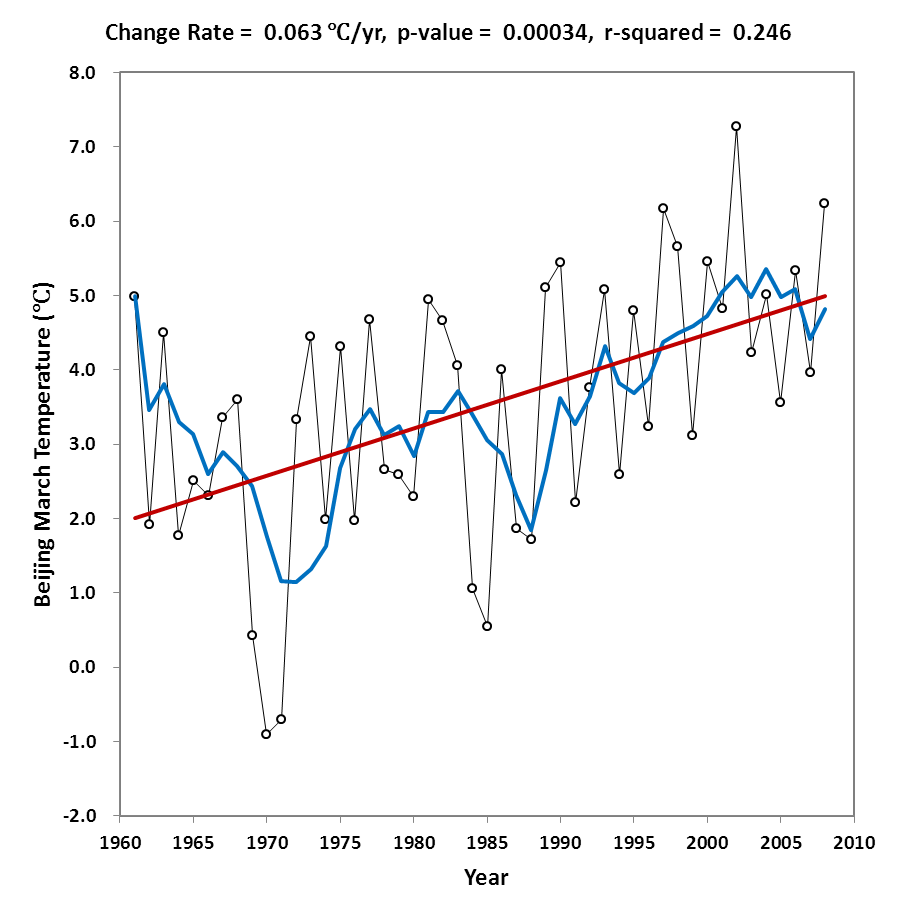 Change Rate = 0.063 ℃/yr, p-value = 0.00034, r-squared = 0.246
8.0
7.0
6.0
5.0
4.0
3.0
2.0
1.0
0.0
-1.0
-2.0
Beijing March Temperature (℃)
1960 1965 1970 1975 1980 1985 1990 1995 2000 2005 2010
Year